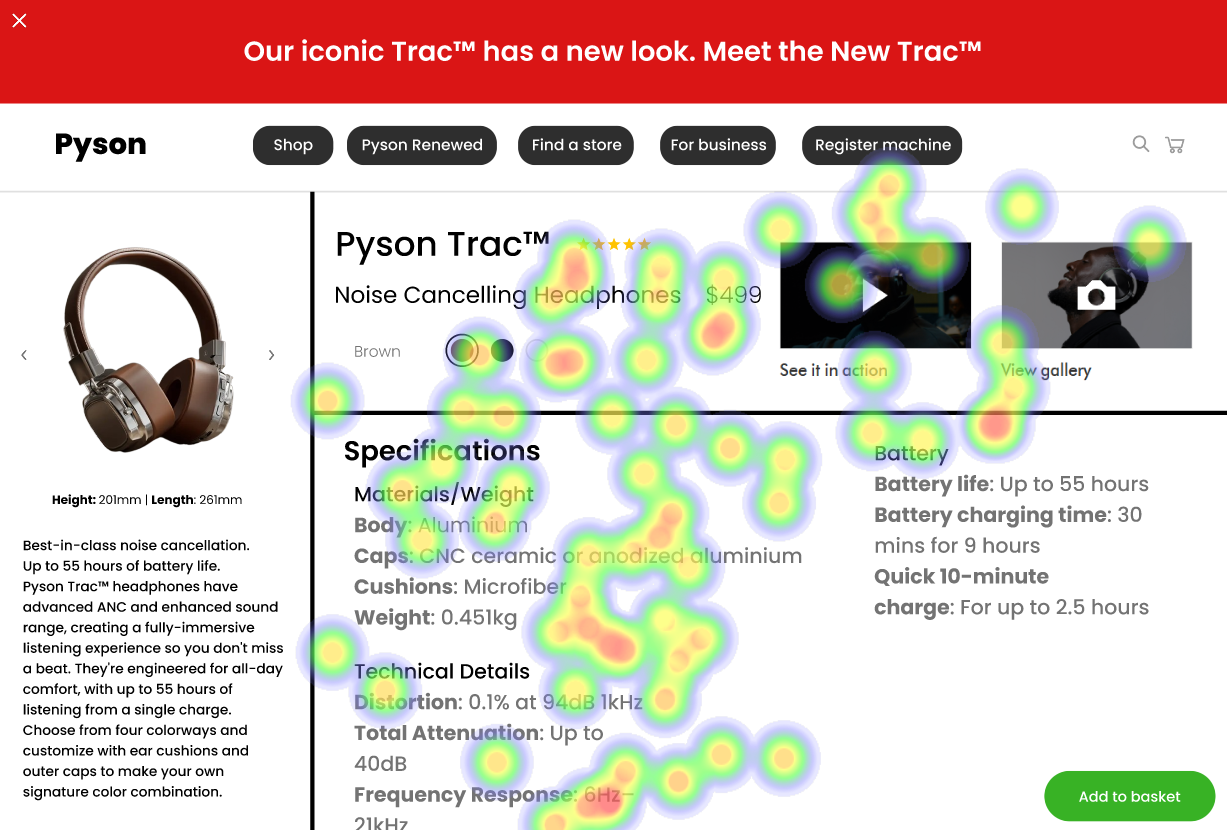 Our iconic Trac™ has a new look. Meet the New Trac™
Pyson
Shop
Pyson Renewed
Find a store
For business
Register machine
Height: 201mm | Length: 261mm
Best-in-class noise cancellation.
Up to 55 hours of battery life.
Pyson Trac™ headphones have
advanced ANC and enhanced sound
range, creating a fully-immersive
listening experience so you don't miss
a beat. They're engineered for all-day
comfort, with up to 55 hours of
listening from a single charge.
Choose from four colorways and
customize with ear cushions and
outer caps to make your own
signature color combination.
Pyson Trac™
Noise Cancelling Headphones $499
Brown
See it in action
View gallery
Specifications
Materials/Weight
Body: Aluminium
Caps: CNC ceramic or anodized aluminium
Cushions: Microfiber
Weight: 0.451kg
Technical Details
Distortion: 0.1% at 94dB 1kHz
Total Attenuation: Up to
40dB
Frequency Response: 6Hz–
21kHz
Battery
Battery life: Up to 55 hours
Battery charging time: 30
mins for 9 hours
Quick 10-minute
charge: For up to 2.5 hours
Add to basket